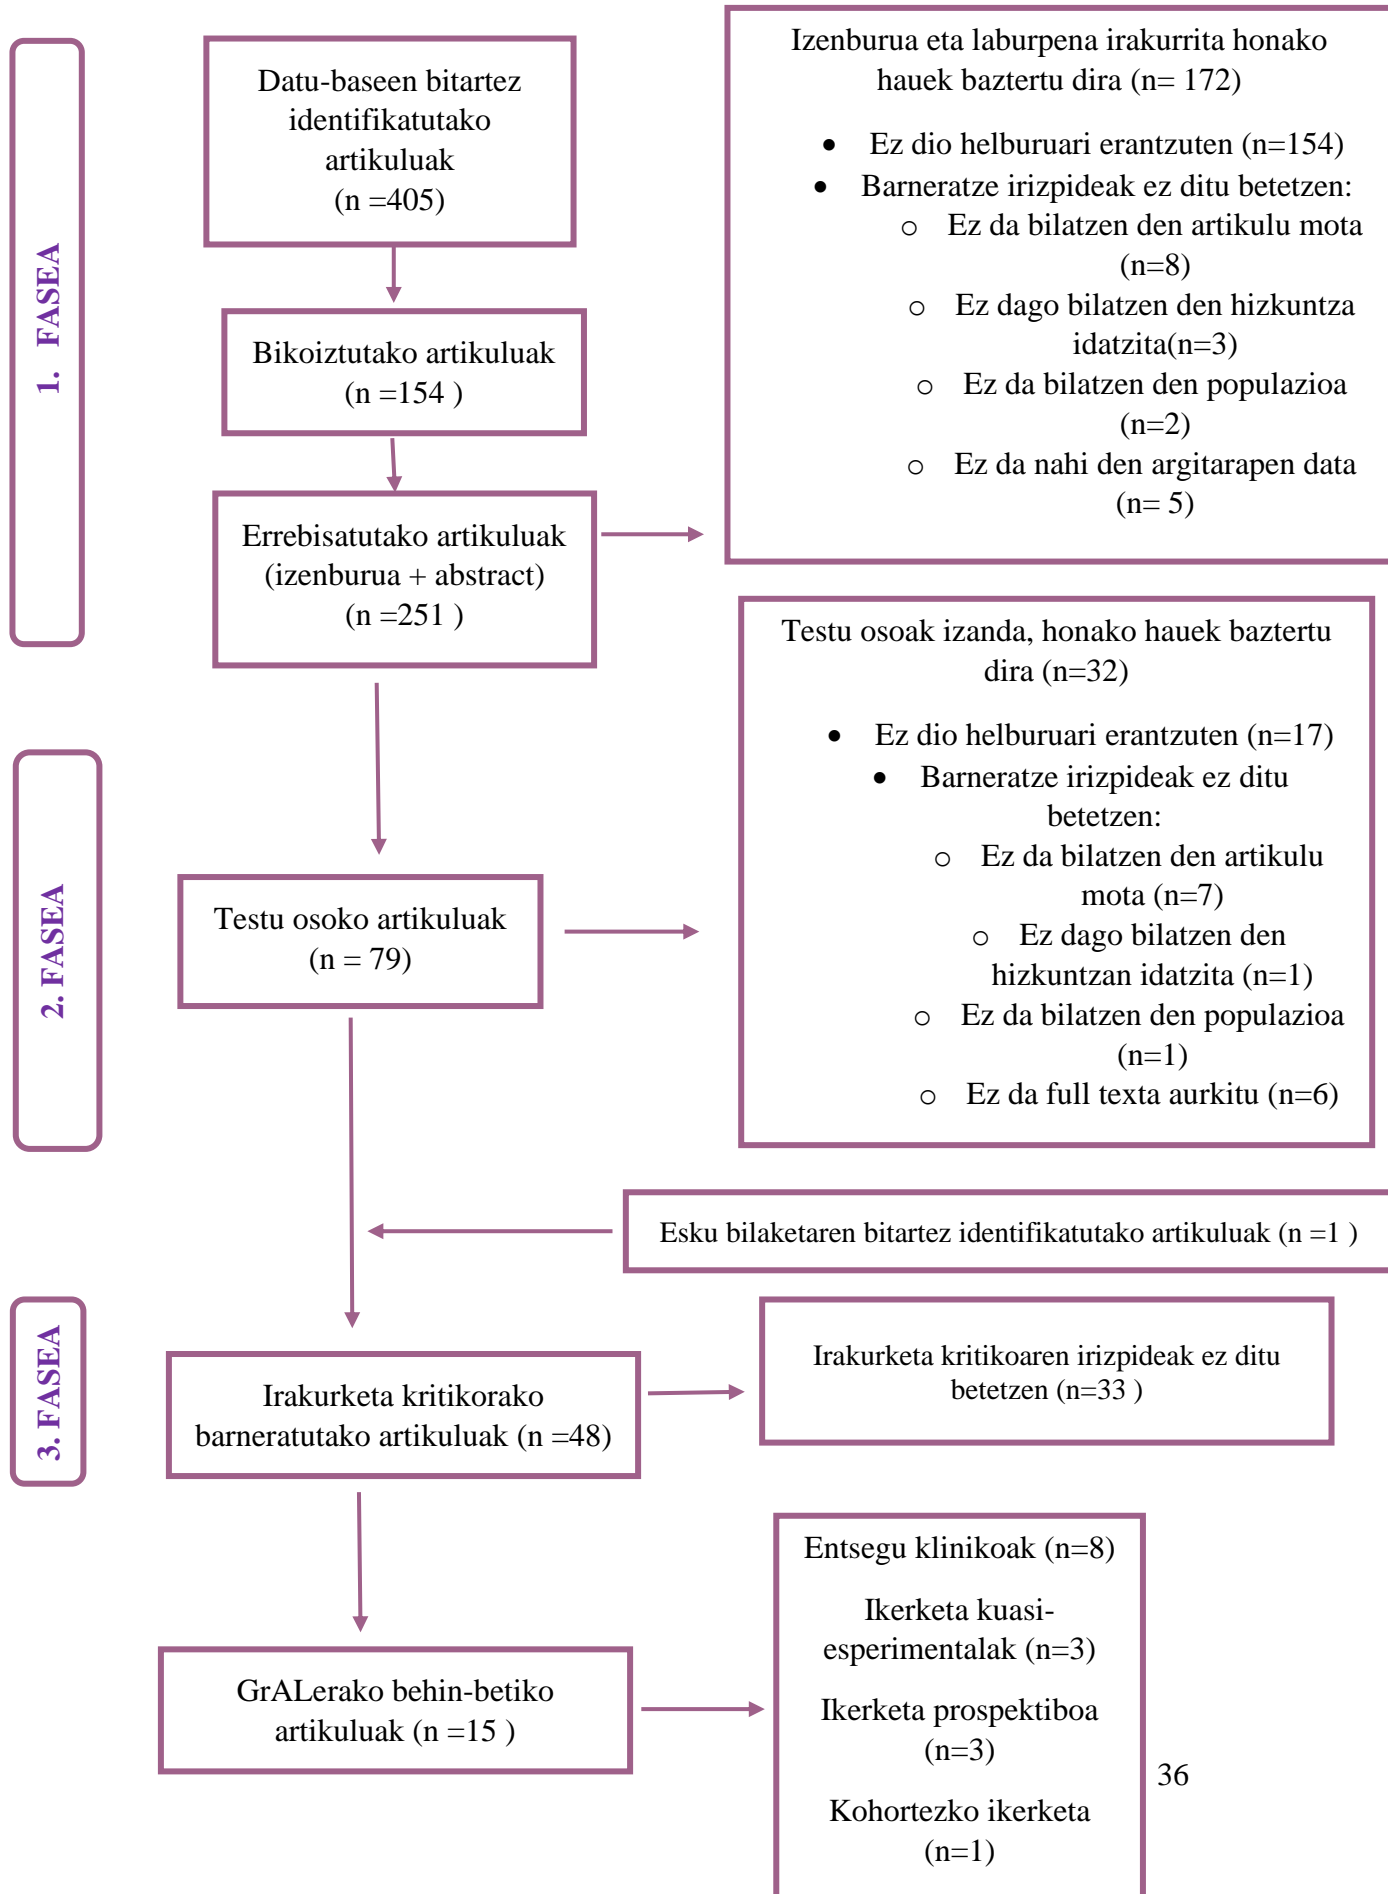 1. FASEA
Datu-baseen bitartez
identifikatutako
artikuluak
(n =405)
Bikoiztutako artikuluak
(n =154 )
Errebisatutako artikuluak
(izenburua + abstract)
(n =251 )
Izenburua eta laburpena irakurrita honako
hauek baztertu dira (n= 172)
• Ez dio helburuari erantzuten (n=154)
• Barneratze irizpideak ez ditu betetzen:
o Ez da bilatzen den artikulu mota
(n=8)
o Ez dago bilatzen den hizkuntza
idatzita(n=3)
o Ez da bilatzen den populazioa
(n=2)
o Ez da nahi den argitarapen data
(n= 5)
2. FASEA
Testu osoko artikuluak
(n = 79)
Testu osoak izanda, honako hauek baztertu
dira (n=32)
• Ez dio helburuari erantzuten (n=17)
• Barneratze irizpideak ez ditu
betetzen:
o Ez da bilatzen den artikulu
mota (n=7)
o Ez dago bilatzen den
hizkuntzan idatzita (n=1)
o Ez da bilatzen den populazioa
(n=1)
o Ez da full texta aurkitu (n=6)
Esku bilaketaren bitartez identifikatutako artikuluak (n =1 )
3. FASEA
Irakurketa kritikorako
barneratutako artikuluak (n =48)
Irakurketa kritikoaren irizpideak ez ditu
betetzen (n=33 )
GrALerako behin-betiko
artikuluak (n =15 )
Entsegu klinikoak (n=8)
Ikerketa kuasi-
esperimentalak (n=3)
Ikerketa prospektiboa
(n=3)
Kohortezko ikerketa
(n=1)
36